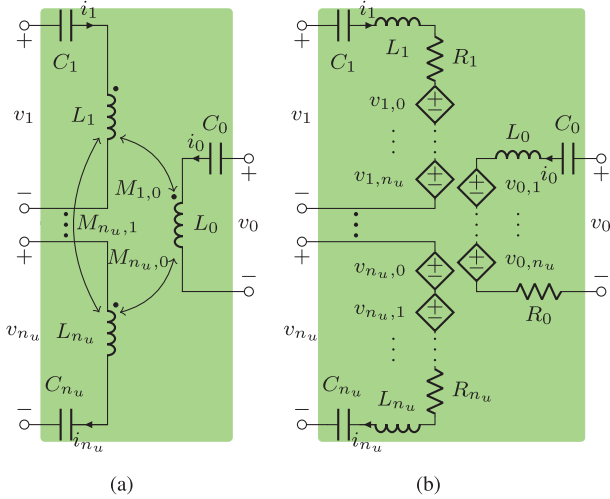 i_1
C_1
+
v_1
L_1
−
M_{1,0}
C_0
i_0
+
L_0
v_0
−
M_{n_u,1}
+
M_{n_u,0}
v_{n_u}
L_{n_u}
C_{n_u}
−
i_{n_u}
(a)
i_1
L_1
C_1
R_1
+
v_1
v_{1,0}
v_{1,n_u}
−
L_0
C_0
i_0
+
v_{0,1}
v_0
v_{0,n_u}
−
R_0
+
v_{n_u,0}
v_{n_u,1}
v_{n_u}
C_{n_u}
R_{n_u}
L_{n_u}
−
i_{n_u}
(b)